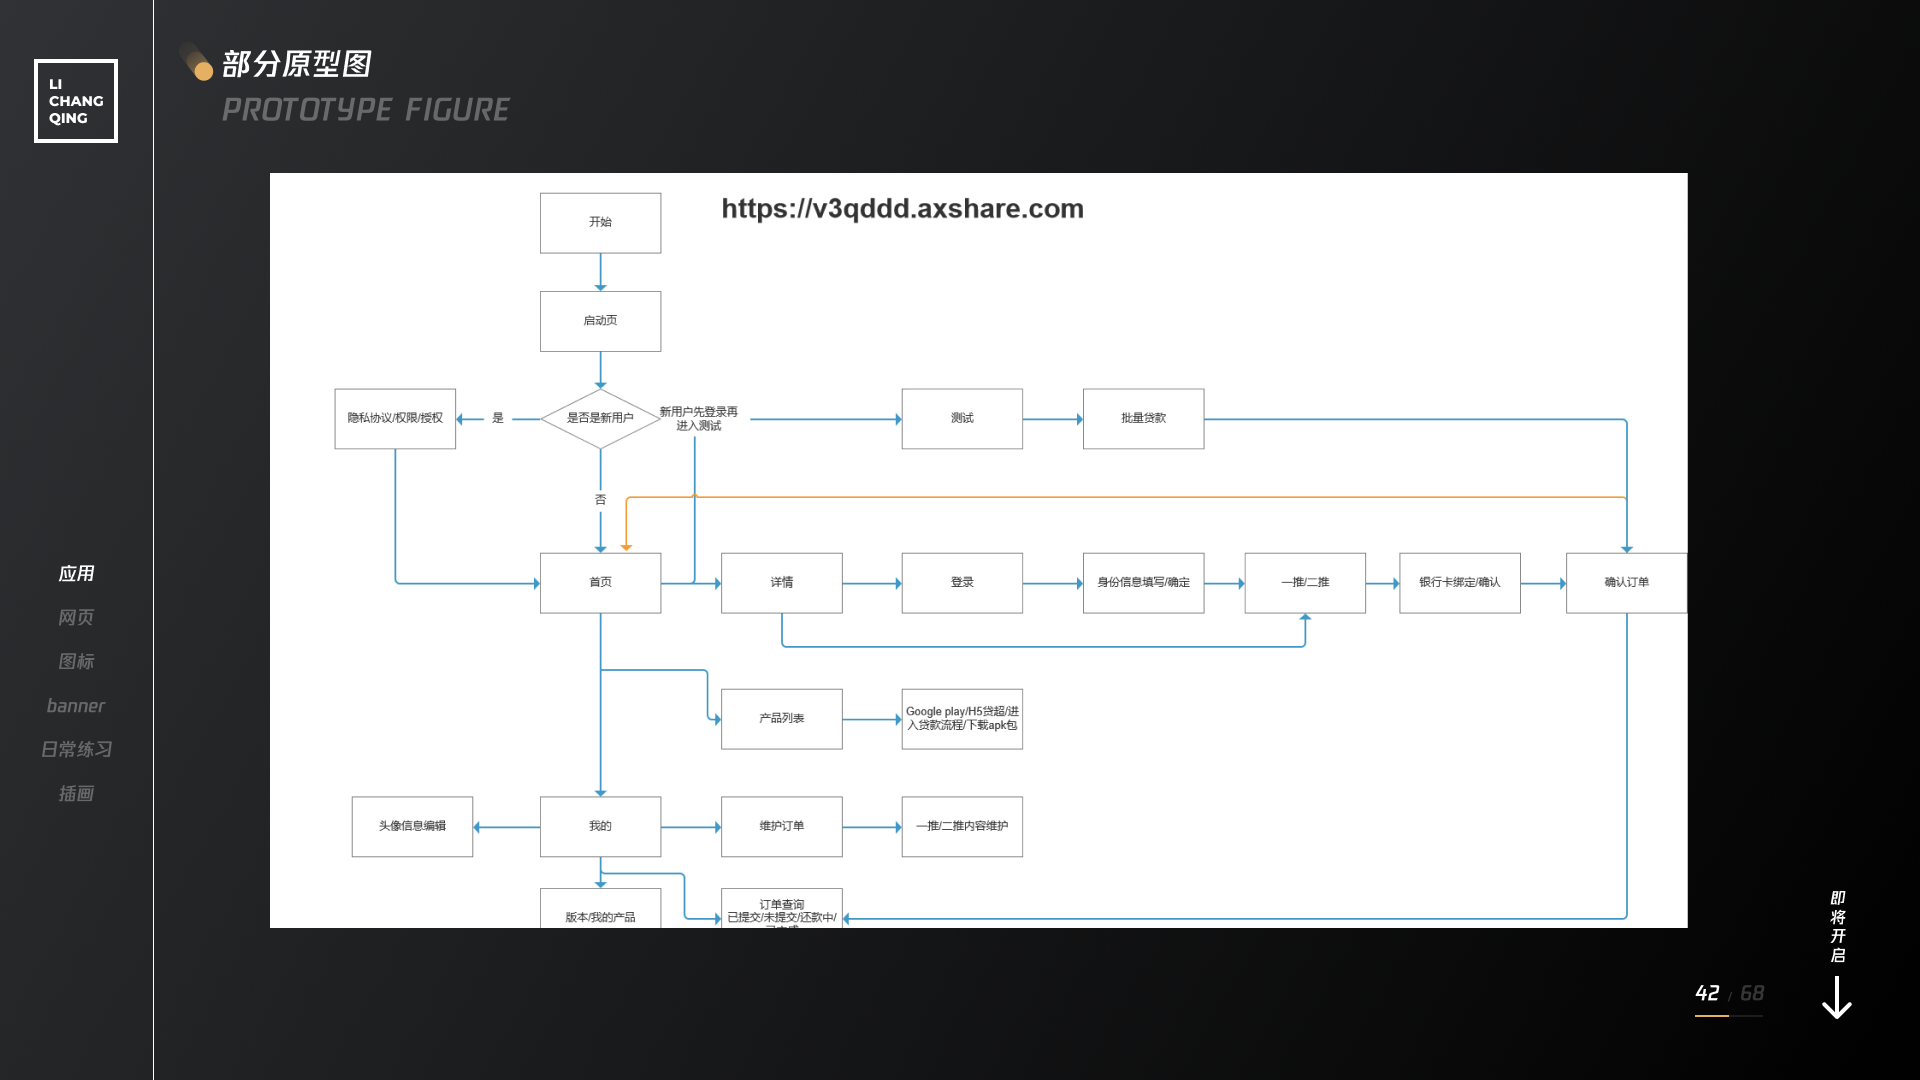 LI
CHANG
QING
部分原型图
PROTOTYPE FIGURE
https://v3qddd.axshare.com
开始
启动页
隐私协议/权限/授权
是
是否是新用户
新用户先登录再
进入测试
测试
批量贷款
否
首页
详情
登录
身份信息填写/确定
一推/二推
银行卡绑定/确认
确认订单
产品列表
Google play/H5贷超/进
入贷款流程/下载apk包
头像信息编辑
我的
维护订单
一推/二推内容维护
版本/我的产品
订单查询
已提交/未提交/还款中/
应用
网页
图标
banner
日常练习
插画
即将开启
42 / 68